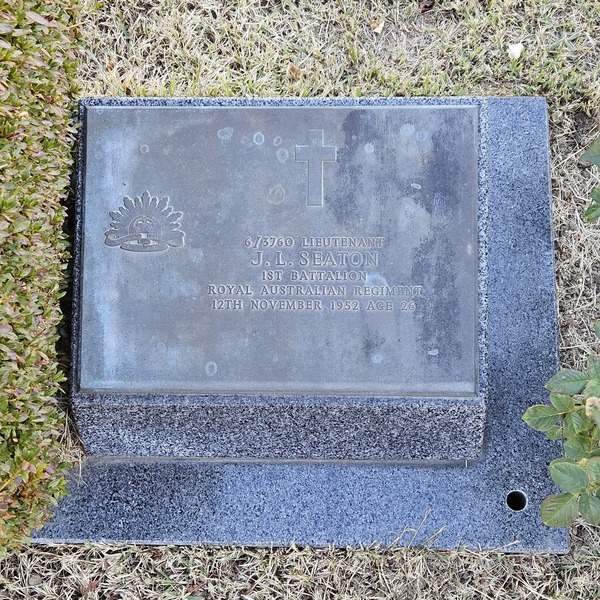 6/3760 LIEUTENANT
J. L. SEATON
1ST BATTALION
ROYAL AUSTRALIAN REGIMENT
12TH NOVEMBER 1952 AGE 26